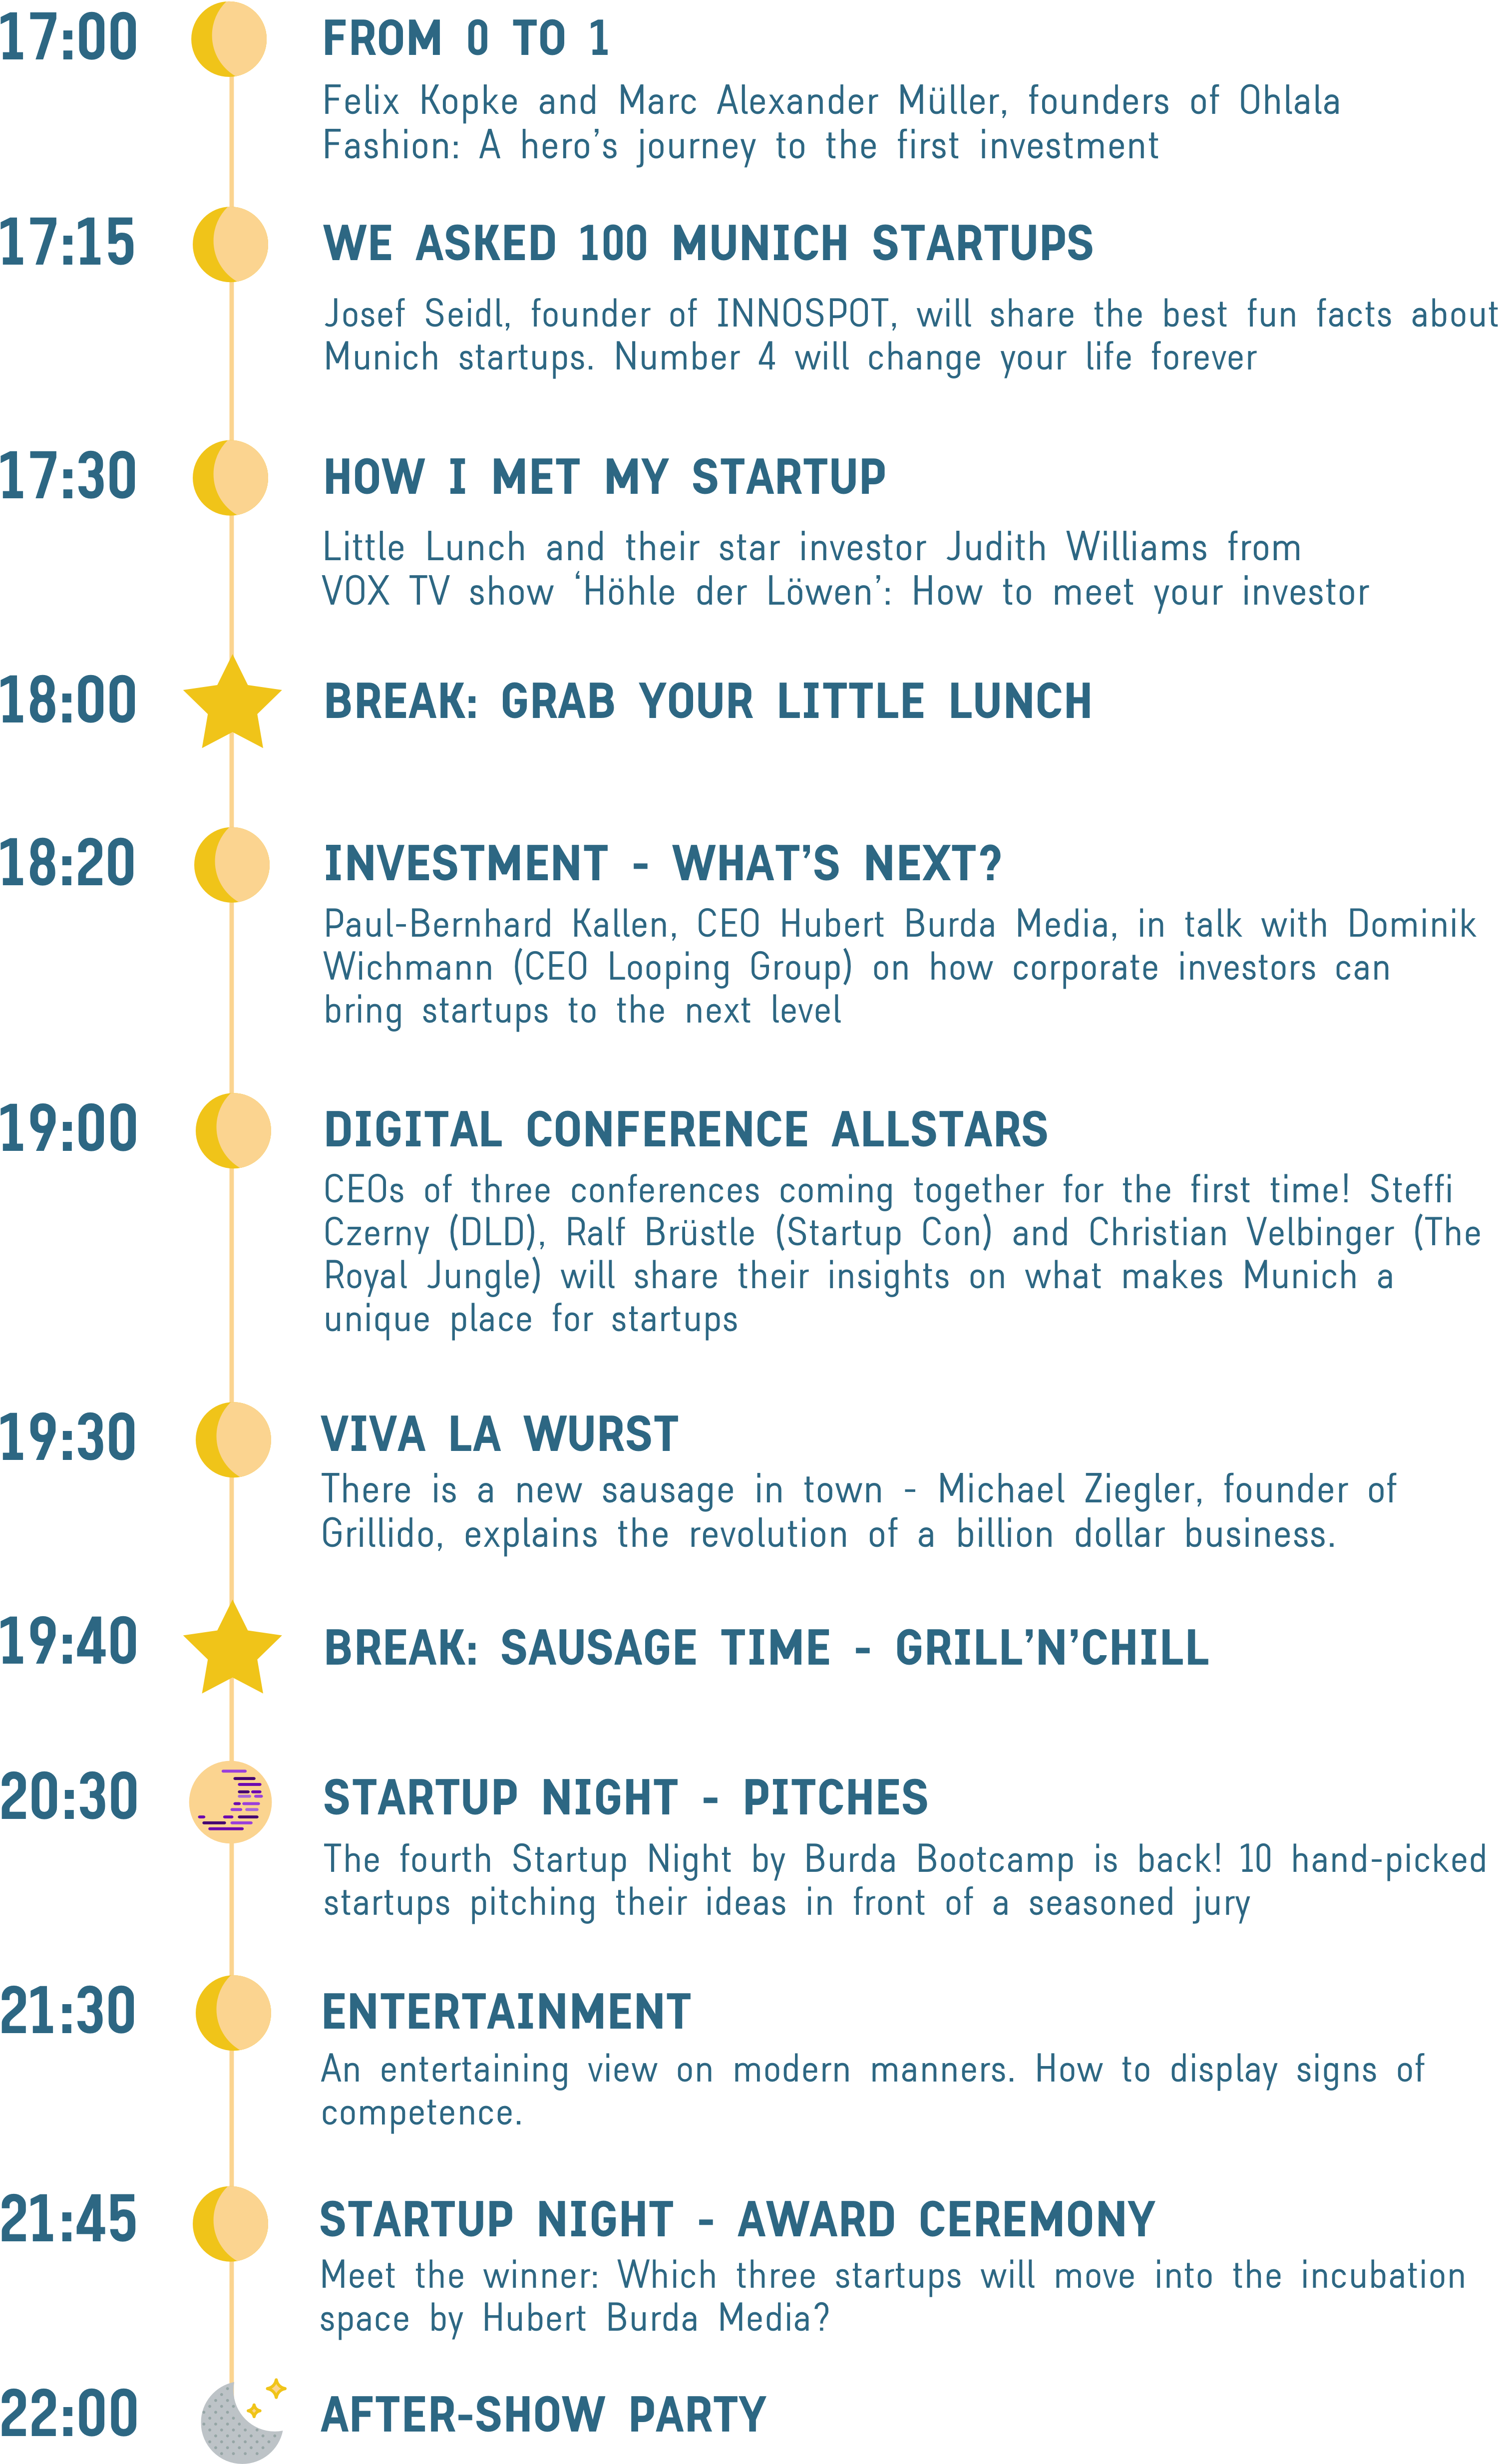 17:00 FROM 0 TO 1
Felix Kopke and Marc Alexander Müller, founders of Ohlala
Fashion: A hero’s journey to the first investment
17:15 WE ASKED 100 MUNICH STARTUPS
Josef Seidl, founder of INNOSPOT, will share the best fun facts about
Munich startups. Number 4 will change your life forever
17:30 HOW I MET MY STARTUP
Little Lunch and their star investor Judith Williams from
VOX TV show ‘Höhle der Löwen’: How to meet your investor
18:00 BREAK: GRAB YOUR LITTLE LUNCH
18:20 INVESTMENT - WHAT’S NEXT?
Paul-Bernhard Kallen, CEO Hubert Burda Media, in talk with Dominik
Wichmann (CEO Looping Group) on how corporate investors can
bring startups to the next level
19:00 DIGITAL CONFERENCE ALLSTARS
CEOs of three conferences coming together for the first time! Steffi
Czerny (DLD), Ralf Brüstle (Startup Con) and Christian Velbinger (The
Royal Jungle) will share their insights on what makes Munich a
unique place for startups
19:30 VIVA LA WURST
There is a new sausage in town - Michael Ziegler, founder of
Grillido, explains the revolution of a billion dollar business.
19:40 BREAK: SAUSAGE TIME - GRILL’N’CHILL
20:30 STARTUP NIGHT - PITCHES
The fourth Startup Night by Burda Bootcamp is back! 10 hand-picked
startups pitching their ideas in front of a seasoned jury
21:30 ENTERTAINMENT
An entertaining view on modern manners. How to display signs of
competence.
21:45 STARTUP NIGHT - AWARD CEREMONY
Meet the winner: Which three startups will move into the incubation
space by Hubert Burda Media?
22:00 AFTER-SHOW PARTY